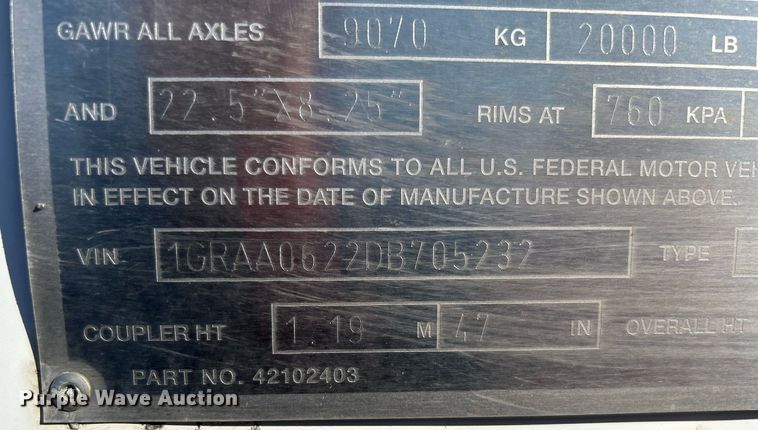 GAWR ALL AXLES 9070 KG 20000 LB
AND 22.5"X8.25" RIMS AT 760 KPA
THIS VEHICLE CONFORMS TO ALL U.S. FEDERAL MOTOR
IN EFFECT ON THE DATE OF MANUFACTURE SHOWN ABOVE.
VIN 1GRAA0622DB705232 TYPE
COUPLER HT 1.19 M 47 IN OVERALL HT
PART NO. 42102403
Purple Wave Auction